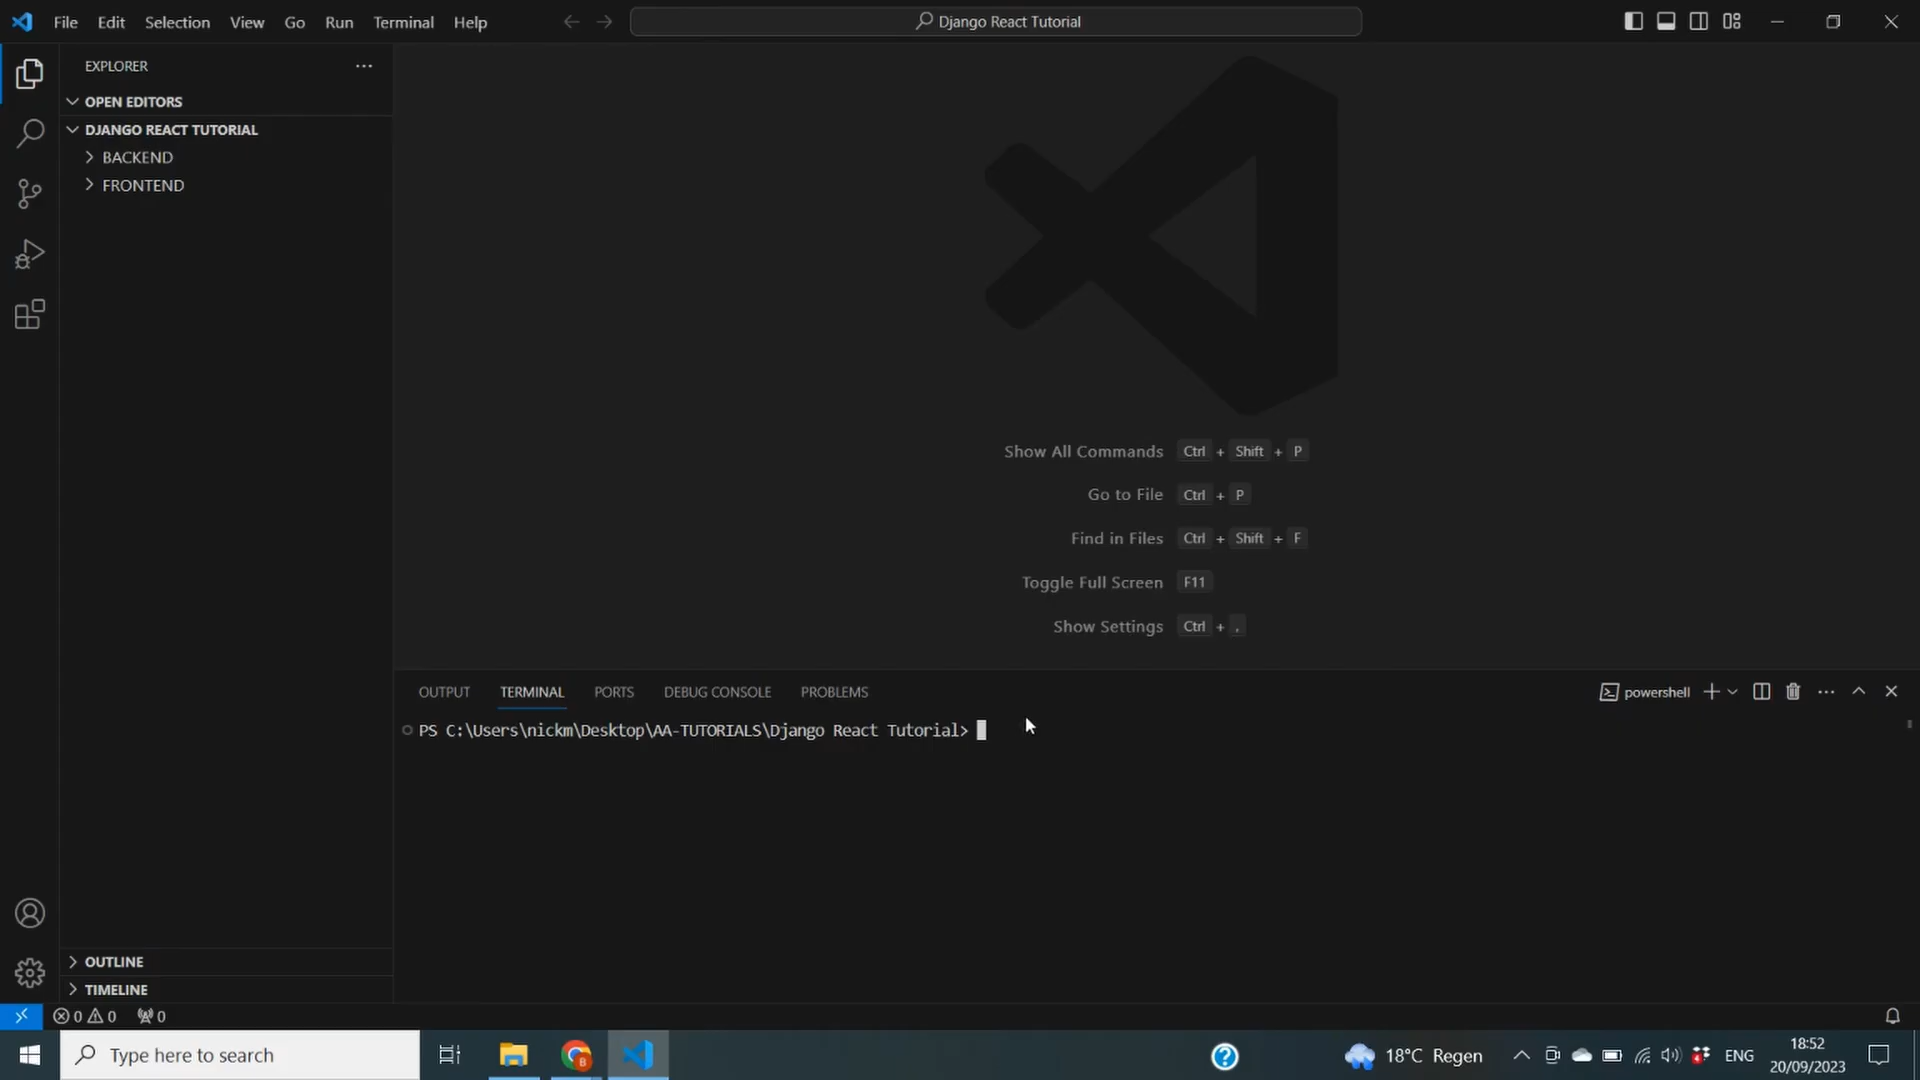 File Edit Selection View Go Run Terminal Help
Django React Tutorial
EXPLORER
OPEN EDITORS
DJANGO REACT TUTORIAL
BACKEND
FRONTEND
Show All Commands Ctrl + Shift + P
Go to File Ctrl + P
Find in Files Ctrl + Shift + F
Toggle Full Screen F11
Show Settings Ctrl + ,
OUTPUT TERMINAL PORTS DEBUG CONSOLE PROBLEMS
powershell
PS C:\Users\nickm\Desktop\AA-TUTORIALS\Django React Tutorial>
OUTLINE
TIMELINE
0 0 0
Type here to search
B
18°C Regen
4
ENG
18:52
20/09/2023